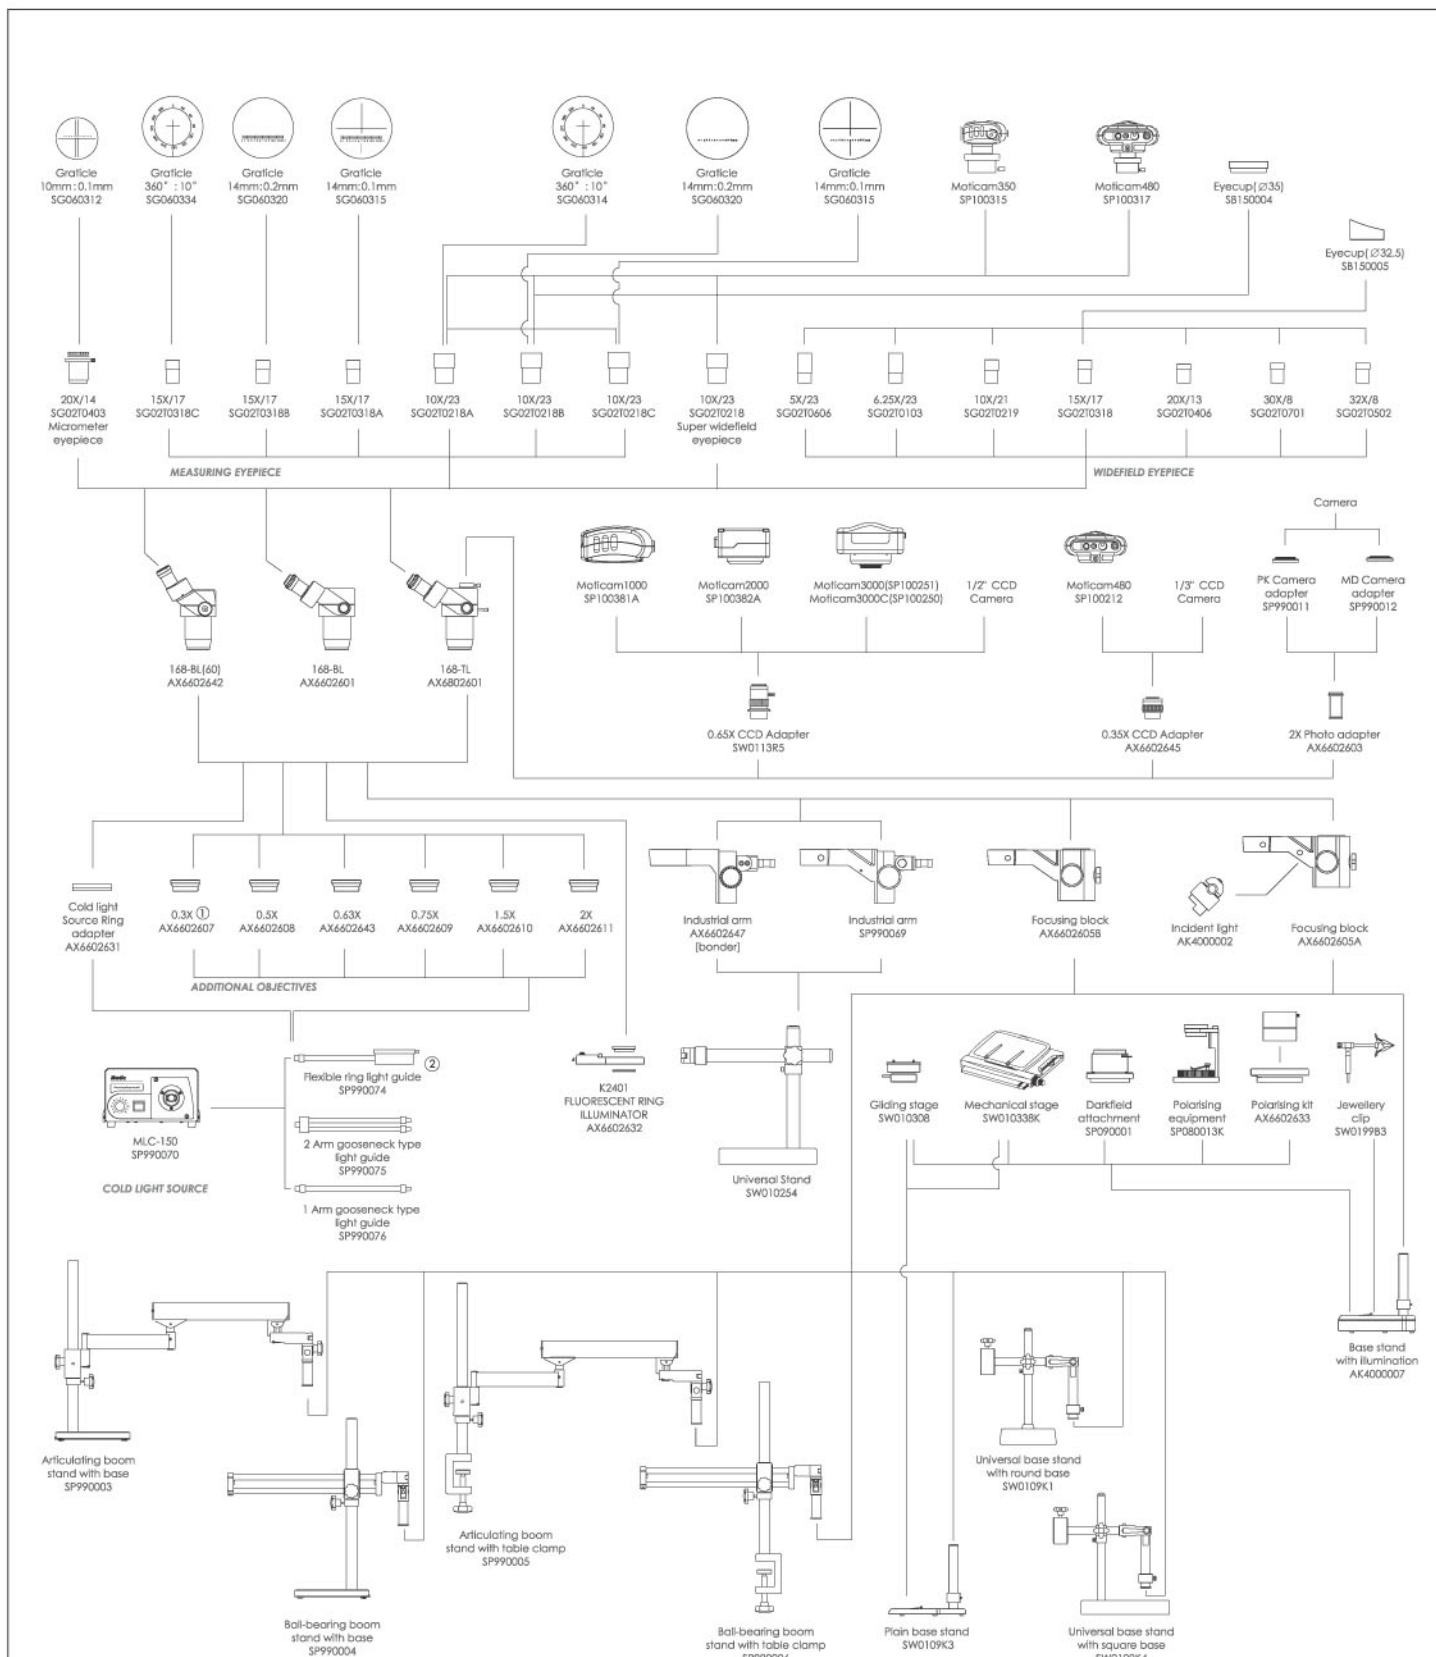 Graticle
10mm:0.1mm
SG060312
Graticle
360° :10"
SG060334
Graticle
14mm:0.2mm
SG060320
Graticle
14mm:0.1mm
SG060315
Graticle
360° :10"
SG060314
Graticle
14mm:0.2mm
SG060320
Graticle
14mm:0.1mm
SG060315
Moticam350
SP100315
Moticam480
SP100317
Eyecup(Ø35)
SB150004
Eyecup(Ø32.5)
SB150005
20X/14
SG02T0403
Micrometer
eyepiece
15X/17
SG02T0318C
15X/17
SG02T0318B
15X/17
SG02T0318A
10X/23
SG02T0218A
10X/23
SG02T0218B
10X/23
SG02T0218C
10X/23
SG02T0218
Super widefield
eyepiece
5X/23
SG02T0606
6.25X/23
SG02T0103
10X/21
SG02T0219
15X/17
SG02T0318
20X/13
SG02T0406
30X/8
SG02T0701
32X/8
SG02T0502
MEASURING EYEPIECE
WIDEFIELD EYEPIECE
Camera
Moticam1000
SP100381A
Moticam2000
SP100382A
Moticam3000(SP100251)
Moticam3000C(SP100250)
1/2" CCD
Camera
Moticam480
SP100212
1/3" CCD
Camera
PK Camera
adapter
SP990011
MD Camera
adapter
SP990012
168-BL(60)
AX6602642
168-BL
AX6602601
168-TL
AX6802601
0.65X CCD Adapter
SW0113R5
0.35X CCD Adapter
AX6602645
2X Photo adapter
AX6602603
Cold light
Source Ring
adapter
AX6602631
0.3X ①
AX6602607
0.5X
AX6602608
0.63X
AX6602643
0.75X
AX6602609
1.5X
AX6602610
2X
AX6602611
Industrial arm
AX6602647
[bonder]
Industrial arm
SP990069
Focusing block
AX6602605B
Incident light
AK4000002
Focusing block
AX6602605A
ADDITIONAL OBJECTIVES
Motic
MLC-150
SP990070
COLD LIGHT SOURCE
②
Flexible ring light guide
SP990074
2 Arm gooseneck type
light guide
SP990075
1 Arm gooseneck type
light guide
SP990076
K2401
FLUORESCENT RING
ILLUMINATOR
AX6602632
Universal Stand
SW010254
Gliding stage
SW010308
Mechanical stage
SW010338K
Darkfield
attachment
SP090001
Polarising
equipment
SP080013K
Polarising kit
AX6602633
Jewellery
clip
SW0199B3
Base stand
with illumination
AK4000007
Articulating boom
stand with base
SP990003
Ball-bearing boom
stand with base
SP990004
Articulating boom
stand with table clamp
SP990005
Ball-bearing boom
stand with table clamp
Plain base stand
SW0109K3
Universal base stand
with round base
SW0109K1
Universal base stand
with square base